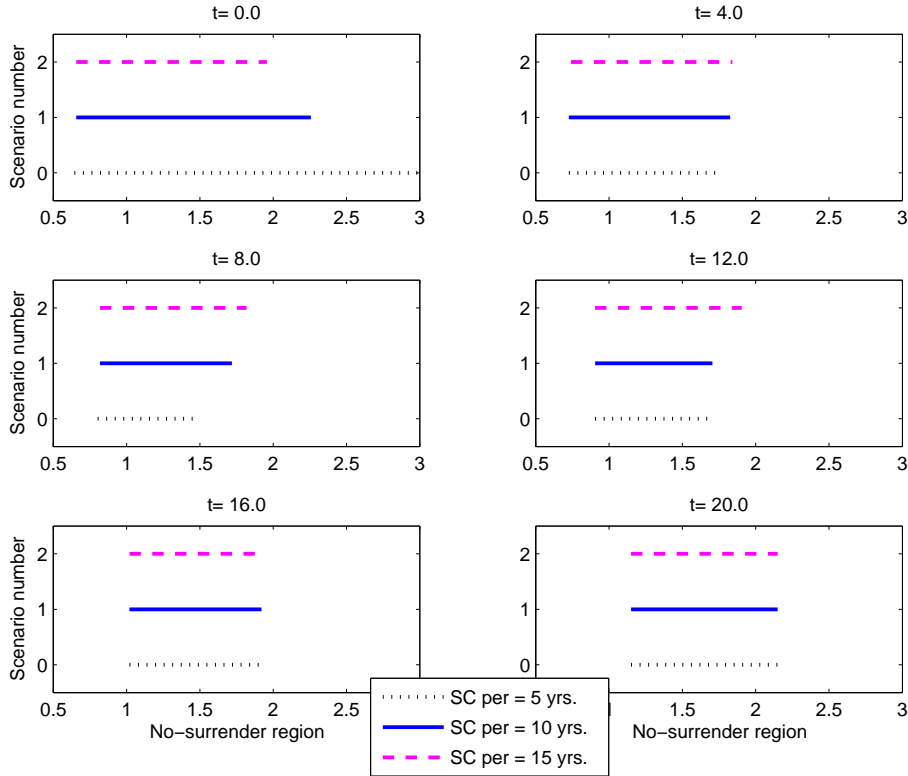 t= 0.0
Scenario number
2
1
0
0.5 1 1.5 2 2.5 3
t= 4.0
2
1
0
0.5 1 1.5 2 2.5 3
t= 8.0
Scenario number
2
1
0
0.5 1 1.5 2 2.5 3
t= 12.0
2
1
0
0.5 1 1.5 2 2.5 3
t= 16.0
Scenario number
2
1
0
0.5 1 1.5 2
No−surrender region
t= 20.0
2
1
0
1 1.5 2 2.5 3
No−surrender region
SC per = 5 yrs.
SC per = 10 yrs.
SC per = 15 yrs.